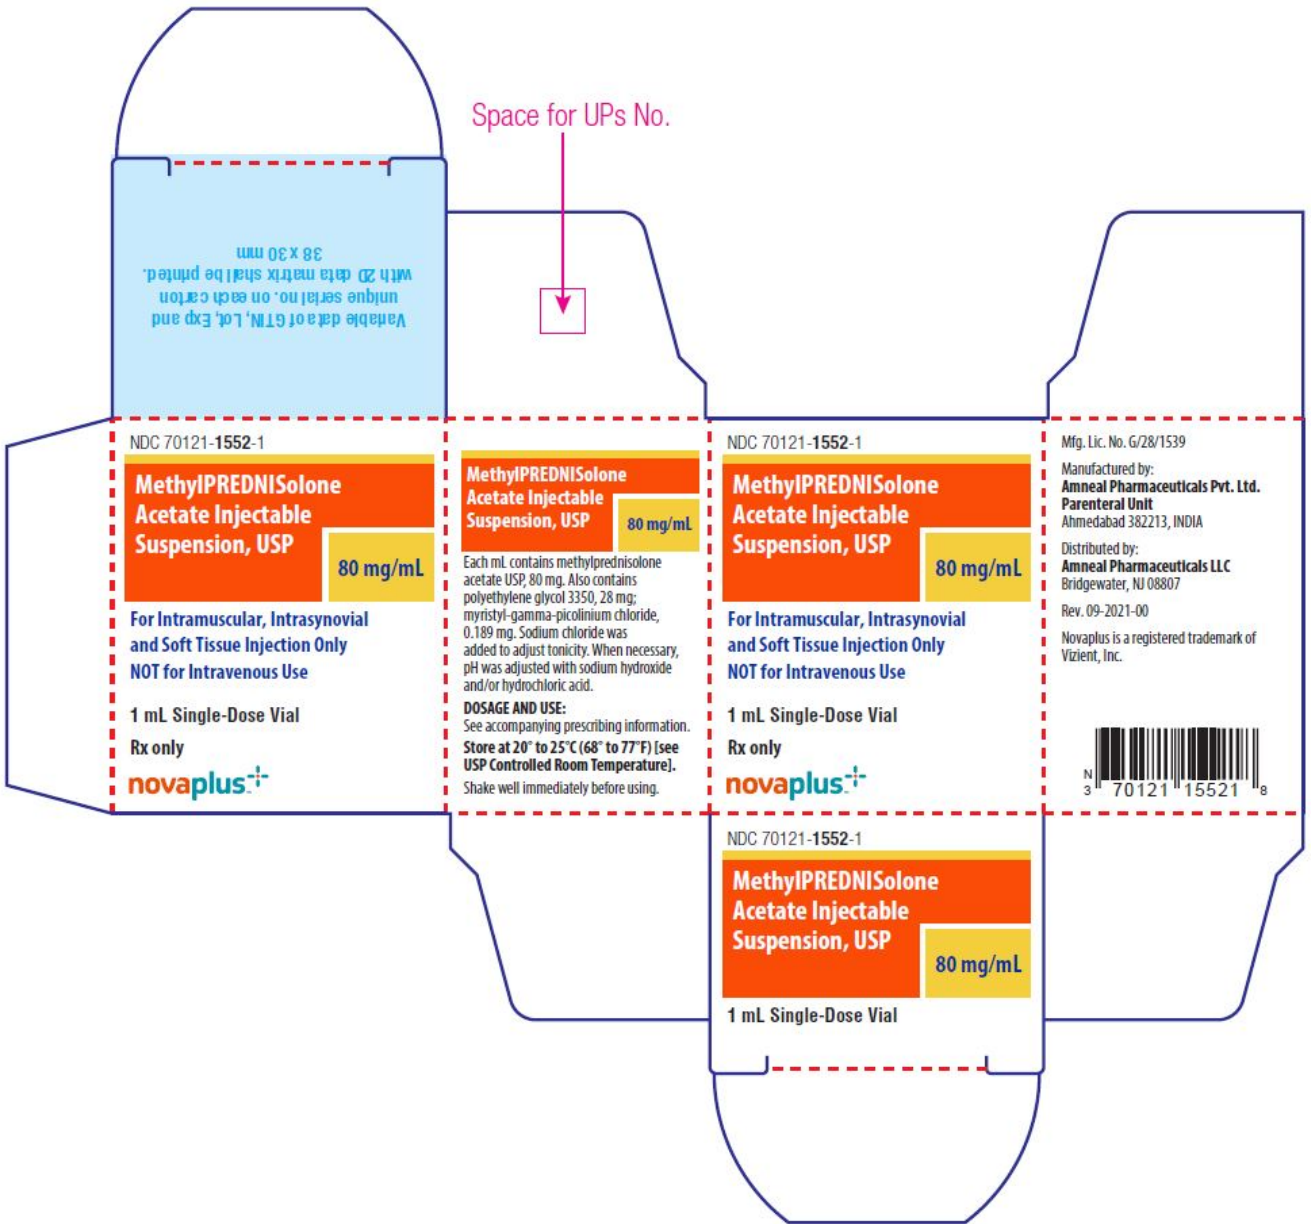 Space for UPs No.
Variable data of GTIN, Lot, Exp and
unique serial no. on each carton
with 2D data matrix shall be printed.
38 x 30 mm
NDC 70121-1552-1
MethylPREDNISolone
Acetate Injectable
Suspension, USP
80 mg/mL
For Intramuscular, Intrasynovial
and Soft Tissue Injection Only
NOT for Intravenous Use
1 mL Single-Dose Vial
Rx only
novaplus™
MethylPREDNISolone
Acetate Injectable
Suspension, USP
80 mg/mL
Each mL contains methylprednisolone
acetate USP, 80 mg. Also contains
polyethylene glycol 3350, 28 mg;
myristyl-gamma-picolinium chloride,
0.189 mg. Sodium chloride was
added to adjust tonicity. When necessary,
pH was adjusted with sodium hydroxide
and/or hydrochloric acid.
DOSAGE AND USE:
See accompanying prescribing information.
Store at 20° to 25°C (68° to 77°F) [see
USP Controlled Room Temperature].
Shake well immediately before using.
NDC 70121-1552-1
MethylPREDNISolone
Acetate Injectable
Suspension, USP
80 mg/mL
For Intramuscular, Intrasynovial
and Soft Tissue Injection Only
NOT for Intravenous Use
1 mL Single-Dose Vial
Rx only
novaplus™
Mfg. Lic. No. G/28/1539
Manufactured by:
Amneal Pharmaceuticals Pvt. Ltd.
Parenteral Unit
Ahmedabad 382213, INDIA
Distributed by:
Amneal Pharmaceuticals LLC
Bridgewater, NJ 08807
Rev. 09-2021-00
Novaplus is a registered trademark of
Vizient, Inc.
N
3 70121 15521 8
NDC 70121-1552-1
MethylPREDNISolone
Acetate Injectable
Suspension, USP
80 mg/mL
1 mL Single-Dose Vial